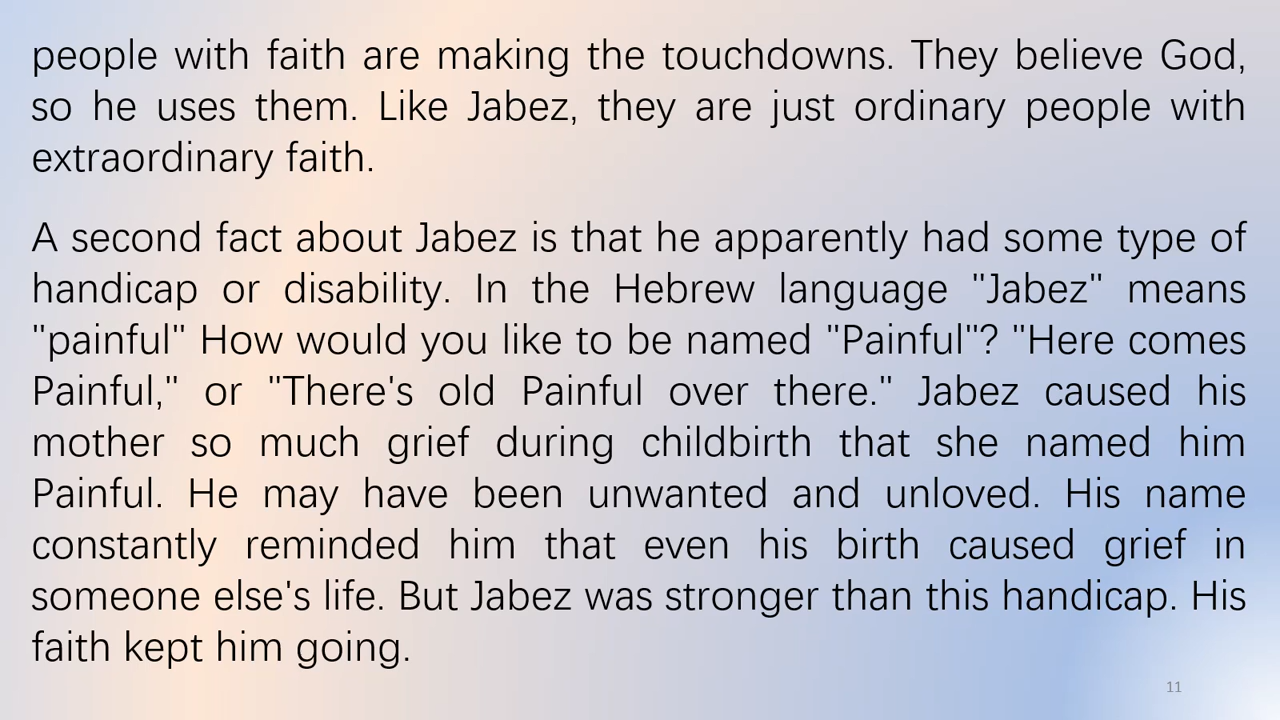 people with faith are making the touchdowns. They believe God,
so he uses them. Like Jabez, they are just ordinary people with
extraordinary faith.
A second fact about Jabez is that he apparently had some type of
handicap or disability. In the Hebrew language "Jabez" means
"painful" How would you like to be named "Painful"? "Here comes
Painful," or "There's old Painful over there." Jabez caused his
mother so much grief during childbirth that she named him
Painful. He may have been unwanted and unloved. His name
constantly reminded him that even his birth caused grief in
someone else's life. But Jabez was stronger than this handicap. His
faith kept him going.
11